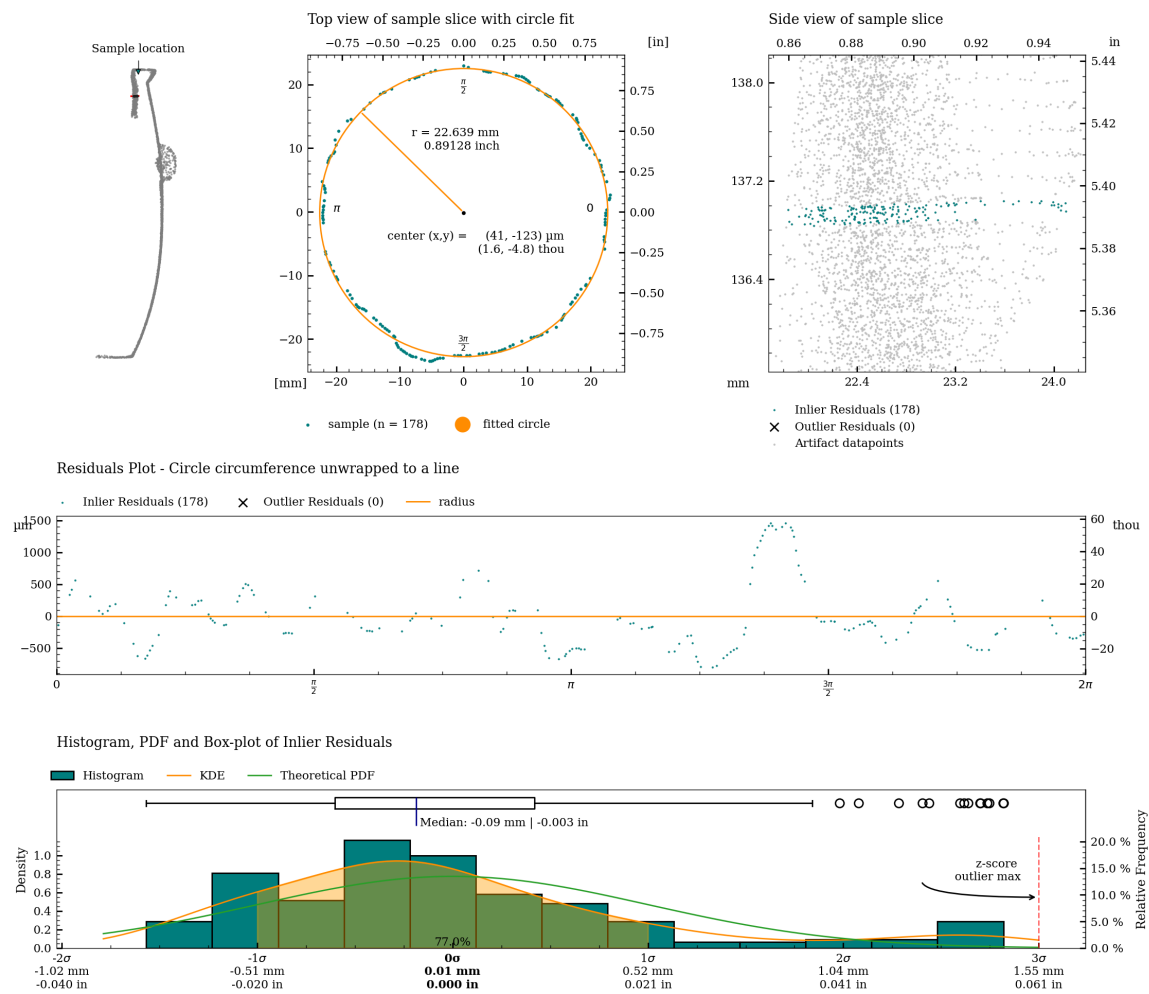 Sample location
Top view of sample slice with circle fit
−0.75 −0.50 −0.25 0.00 0.25 0.50 0.75 [in]
20 10 0 −10 −20
0.75 0.50 0.25 0.00 −0.25 −0.50 −0.75
π/2
r = 22.639 mm
0.89128 inch
π 0
center (x,y) = (41, -123) µm
(1.6, -4.8) thou
3π/2
[mm] −20 −10 0 10 20
sample (n = 178) fitted circle
Side view of sample slice
0.86 0.88 0.90 0.92 0.94 in
138.0 137.2 136.4
5.44 5.42 5.40 5.38 5.36
mm 22.4 23.2 24.0
Inlier Residuals (178)
Outlier Residuals (0)
Artifact datapoints
Residuals Plot - Circle circumference unwrapped to a line
Inlier Residuals (178) Outlier Residuals (0) radius
µm 1500 1000 500 0 −500
60 40 20 0 −20 thou
0 π/2 π 3π/2 2π
Histogram, PDF and Box-plot of Inlier Residuals
Histogram KDE Theoretical PDF
Median: -0.09 mm | -0.003 in
Density
1.0 0.8 0.6 0.4 0.2 0.0
z-score
outlier max
77.0%
20.0 % 15.0 % 10.0 % 5.0 % 0.0 %
Relative Frequency
-2σ -1σ 0σ 1σ 2σ 3σ
-1.02 mm -0.51 mm 0.01 mm 0.52 mm 1.04 mm 1.55 mm
-0.040 in -0.020 in 0.000 in 0.021 in 0.041 in 0.061 in